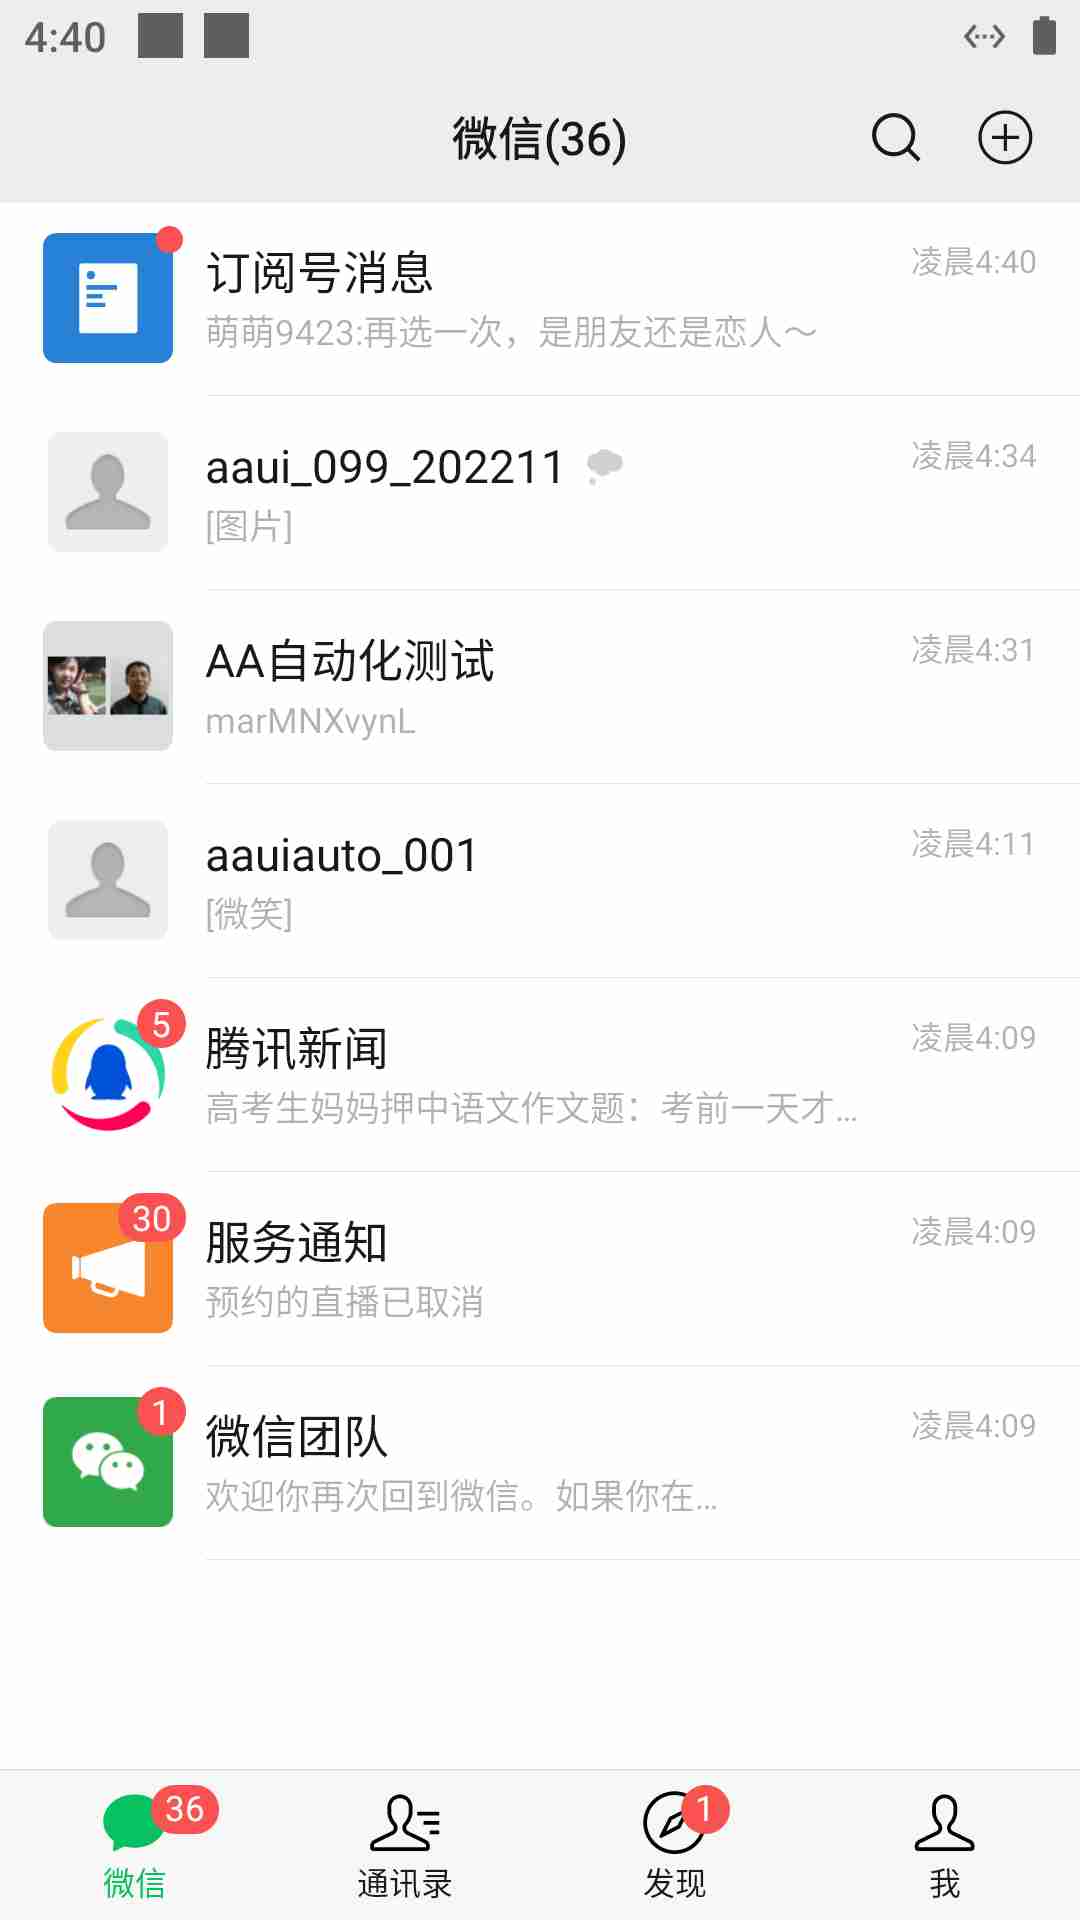 4:40
微信(36)
订阅号消息
凌晨4:40
萌萌9423:再选一次，是朋友还是恋人～
aaui_099_202211
凌晨4:34
[图片]
AA自动化测试
凌晨4:31
marMNXvynL
aauiauto_001
凌晨4:11
[微笑]
5
腾讯新闻
凌晨4:09
高考生妈妈押中语文作文题：考前一天才...
30
服务通知
凌晨4:09
预约的直播已取消
1
微信团队
凌晨4:09
欢迎你再次回到微信。如果你在...
36
1
微信
通讯录
发现
我